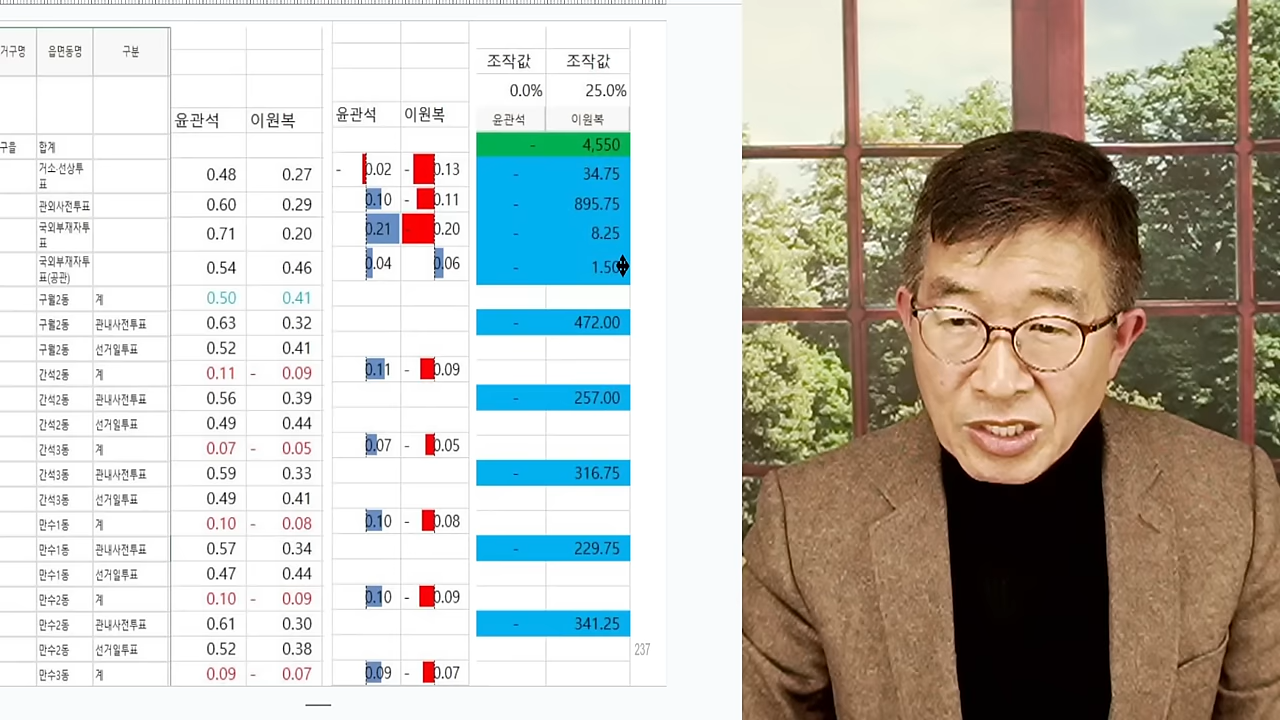 조작값 조작값
거구명 읍면동명 구분
0.0% 25.0%
윤관석 이원복 윤관석 이원복 윤관석 이원복
구을 합계 - 4,550
거소·선상투표 0.48 0.27 - 0.02 - 0.13 - 34.75
관외사전투표 0.60 0.29 0.10 - 0.11 - 895.75
국외부재자투표 0.71 0.20 0.21 - 0.20 - 8.25
국외부재자투표(공관) 0.54 0.46 0.04 0.06 - 1.50
구월2동 계 0.50 0.41
구월2동 관내사전투표 0.63 0.32 - 472.00
구월2동 선거일투표 0.52 0.41
간석2동 계 0.11 - 0.09 0.11 - 0.09
간석2동 관내사전투표 0.56 0.39 - 257.00
간석2동 선거일투표 0.49 0.44
간석3동 계 0.07 - 0.05 0.07 - 0.05
간석3동 관내사전투표 0.59 0.33 - 316.75
간석3동 선거일투표 0.49 0.41
만수1동 계 0.10 - 0.08 0.10 - 0.08
만수1동 관내사전투표 0.57 0.34 - 229.75
만수1동 선거일투표 0.47 0.44
만수2동 계 0.10 - 0.09 0.10 - 0.09
만수2동 관내사전투표 0.61 0.30 - 341.25
만수2동 선거일투표 0.52 0.38
만수3동 계 0.09 - 0.07 0.09 - 0.07
237